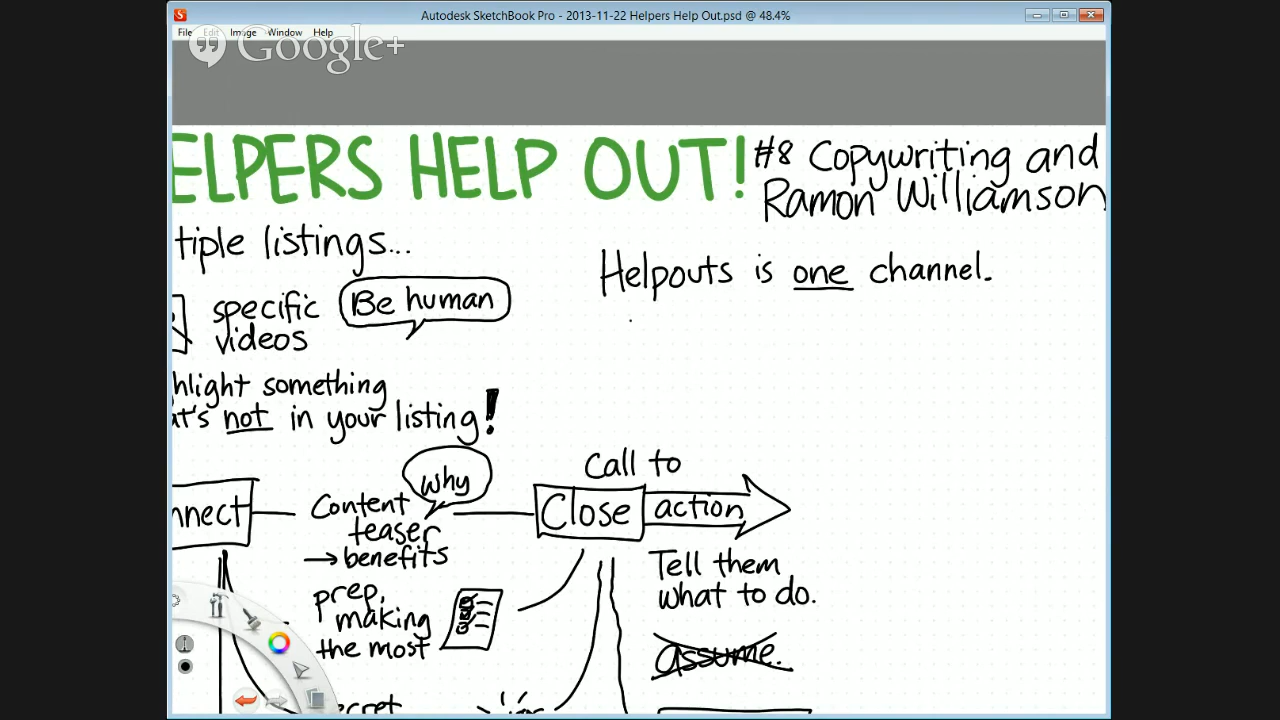 Autodesk SketchBook Pro - 2013-11-22 Helpers Help Out.psd @ 48.4%
File Edit Image Window Help
Google+
ELPERS HELP OUT!
#8 Copywriting and
Ramon Williamson
tiple listings...
Helpouts is one channel.
specific
videos
Be human
hlight something
at's not in your listing!
nnect
Content
teaser
→ benefits
why
Call to
Close
action
prep,
making
the most
Tell them
what to do.
assume.
ecret